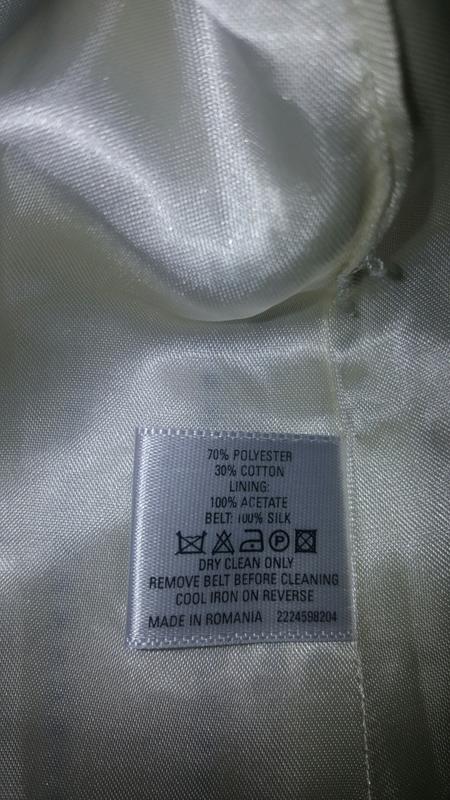 70% POLYESTER
30% COTTON
LINING:
100% ACETATE
BELT: 100% SILK
P
DRY CLEAN ONLY
REMOVE BELT BEFORE CLEANING
COOL IRON ON REVERSE
MADE IN ROMANIA 2224598204